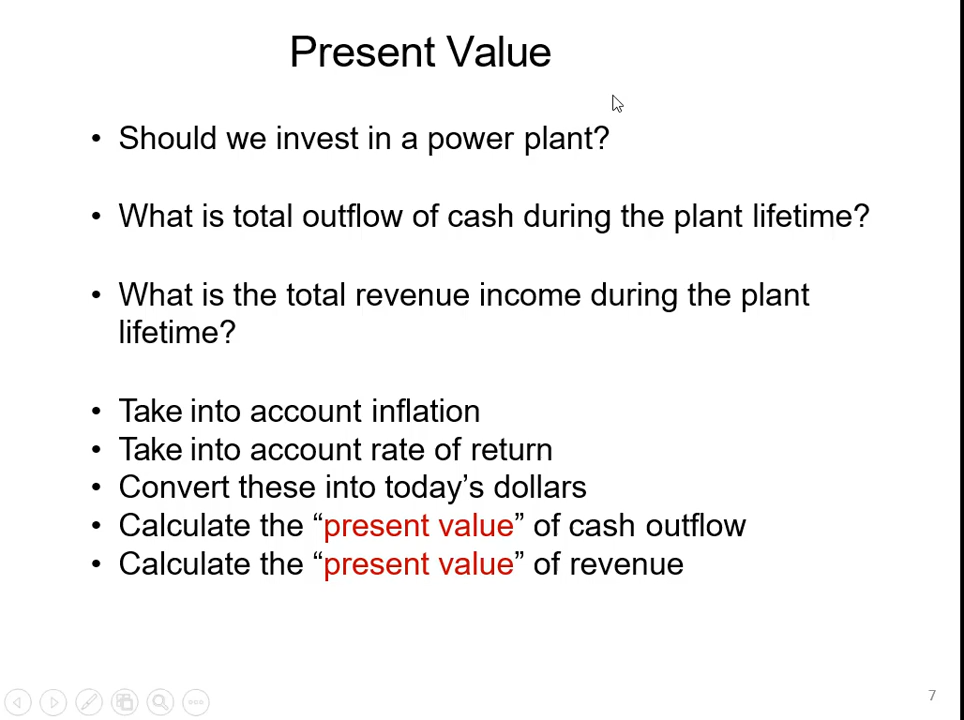 Present Value
• Should we invest in a power plant?
• What is total outflow of cash during the plant lifetime?
• What is the total revenue income during the plant
lifetime?
• Take into account inflation
• Take into account rate of return
• Convert these into today’s dollars
• Calculate the “present value” of cash outflow
• Calculate the “present value” of revenue
7